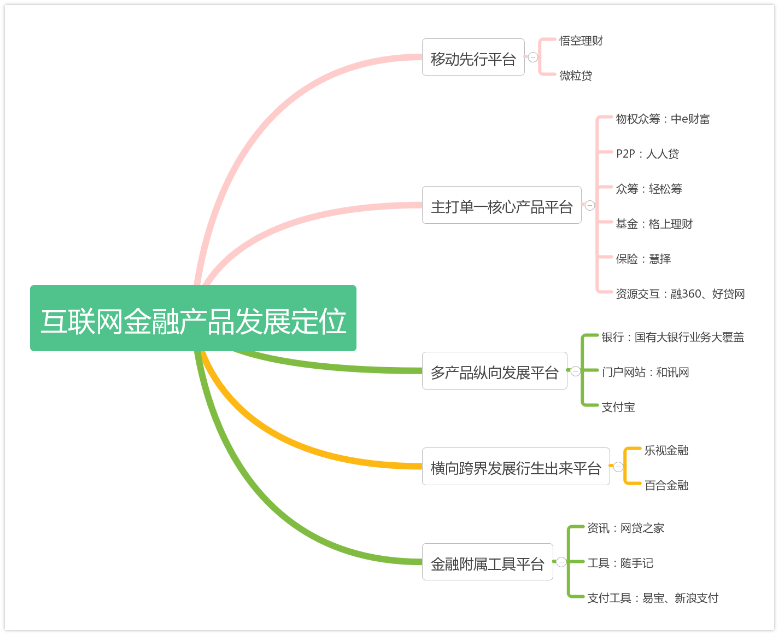 互联网金融产品发展定位
移动先行平台
悟空理财
微粒贷
主打单一核心产品平台
物权众筹：中e财富
P2P：人人贷
众筹：轻松筹
基金：格上理财
保险：慧择
资源交互：融360、好贷网
多产品纵向发展平台
银行：国有大银行业务大覆盖
门户网站：和讯网
支付宝
横向跨界发展衍生出来平台
乐视金融
百合金融
金融附属工具平台
资讯：网贷之家
工具：随手记
支付工具：易宝、新浪支付